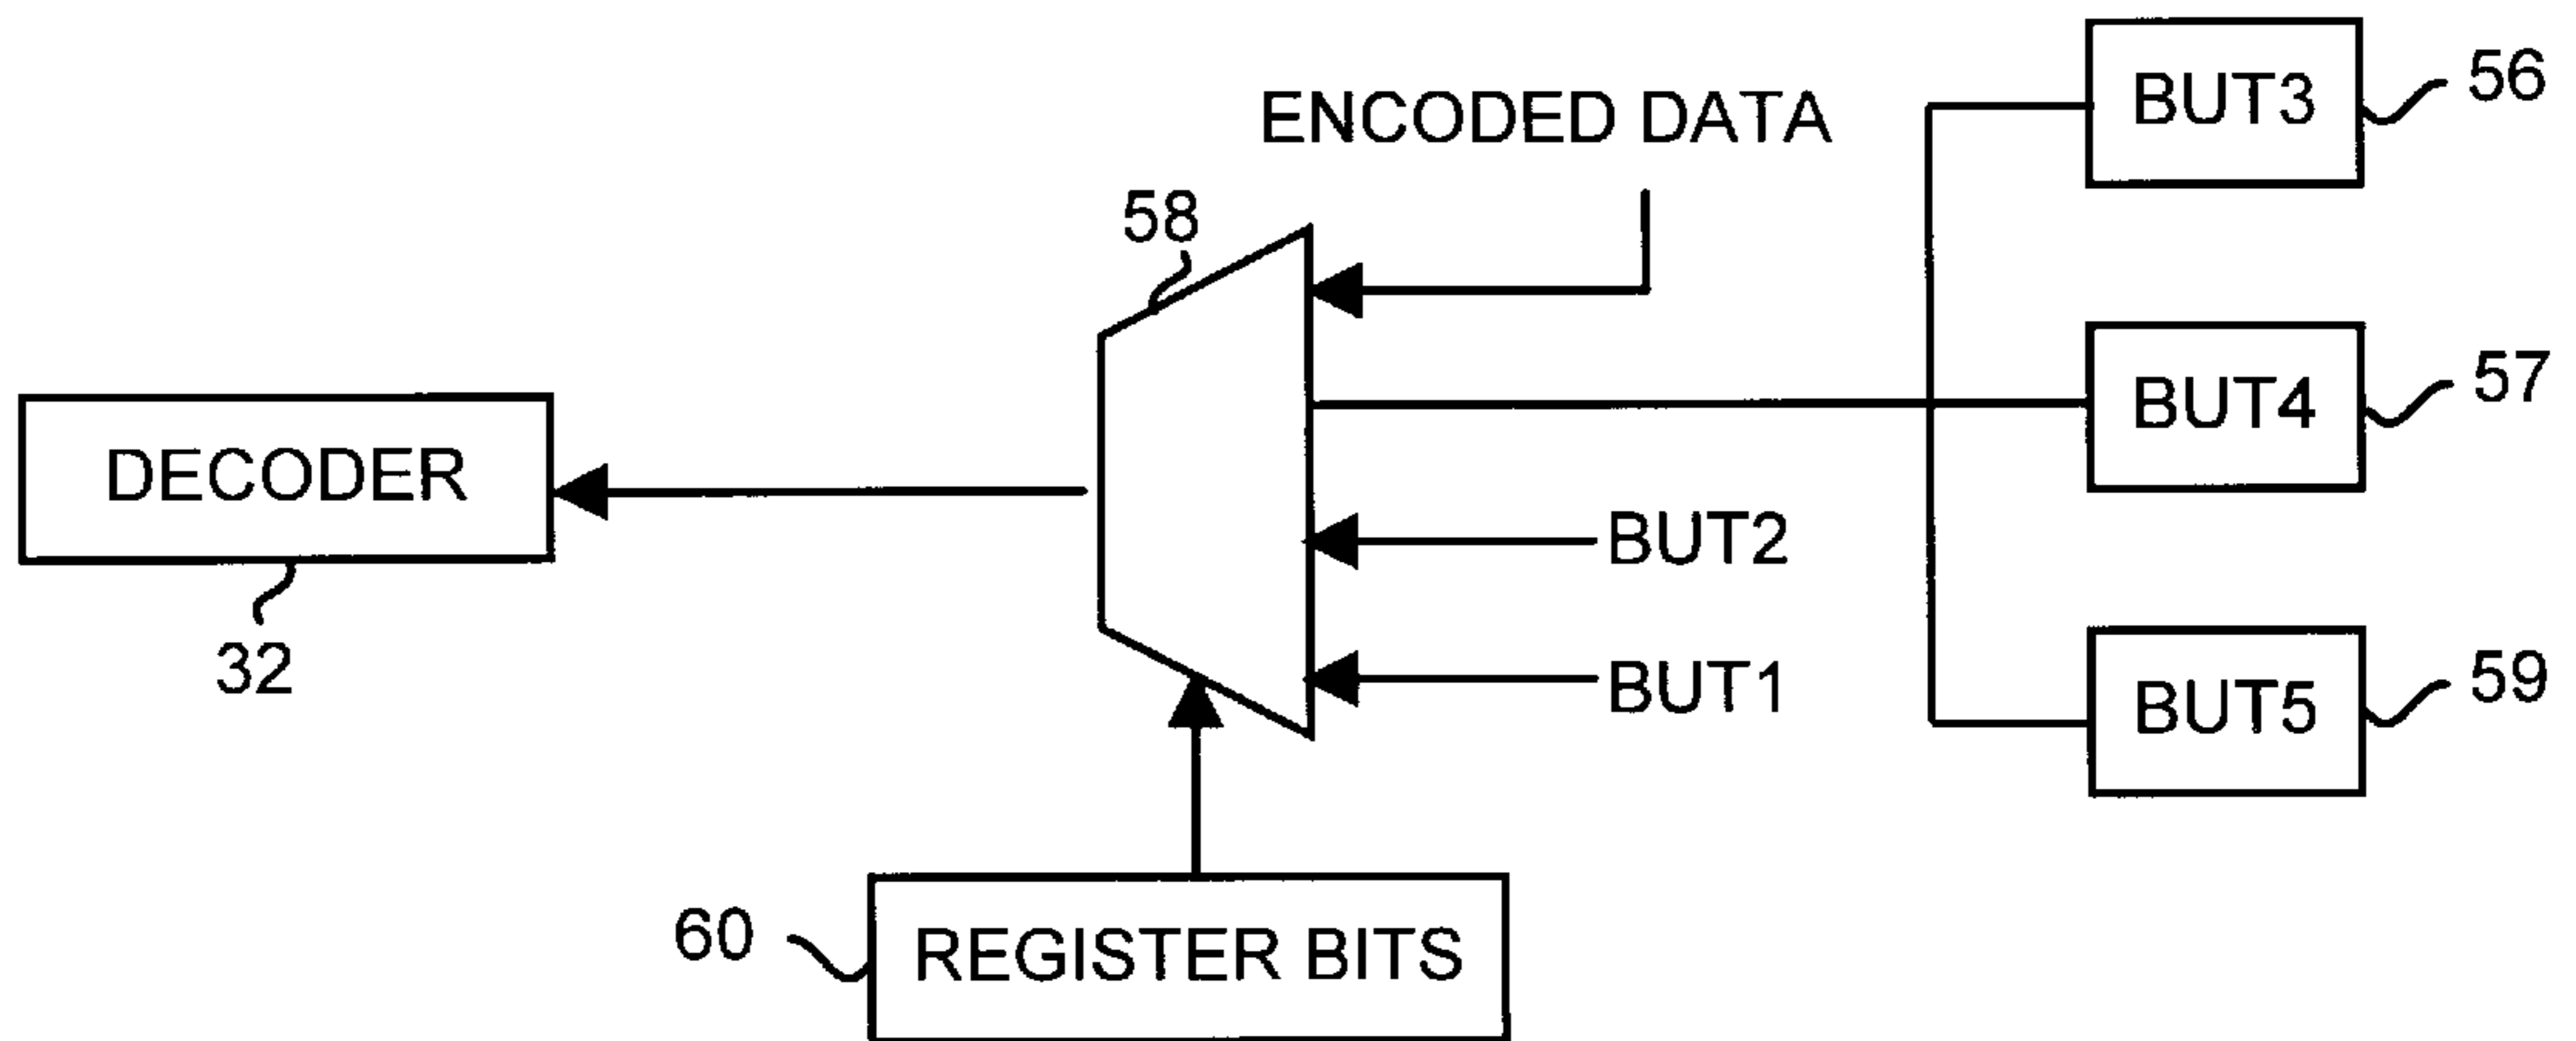 BUT3
56
ENCODED DATA
58
BUT4
57
DECODER
BUT2
32
BUT1
BUT5
59
60
REGISTER BITS